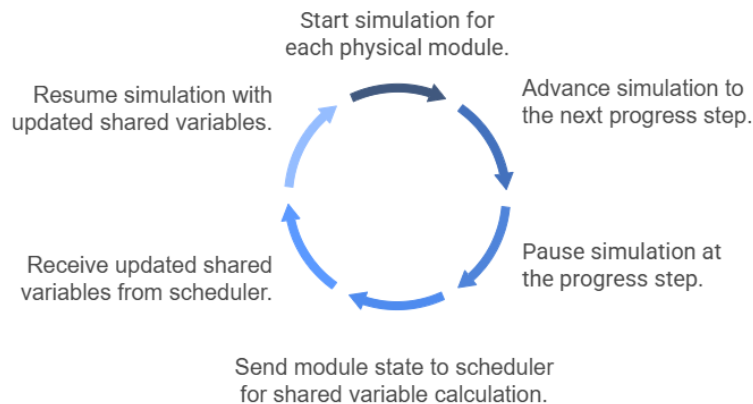 Start simulation for
each physical module.
Advance simulation to
the next progress step.
Pause simulation at
the progress step.
Send module state to scheduler
for shared variable calculation.
Receive updated shared
variables from scheduler.
Resume simulation with
updated shared variables.